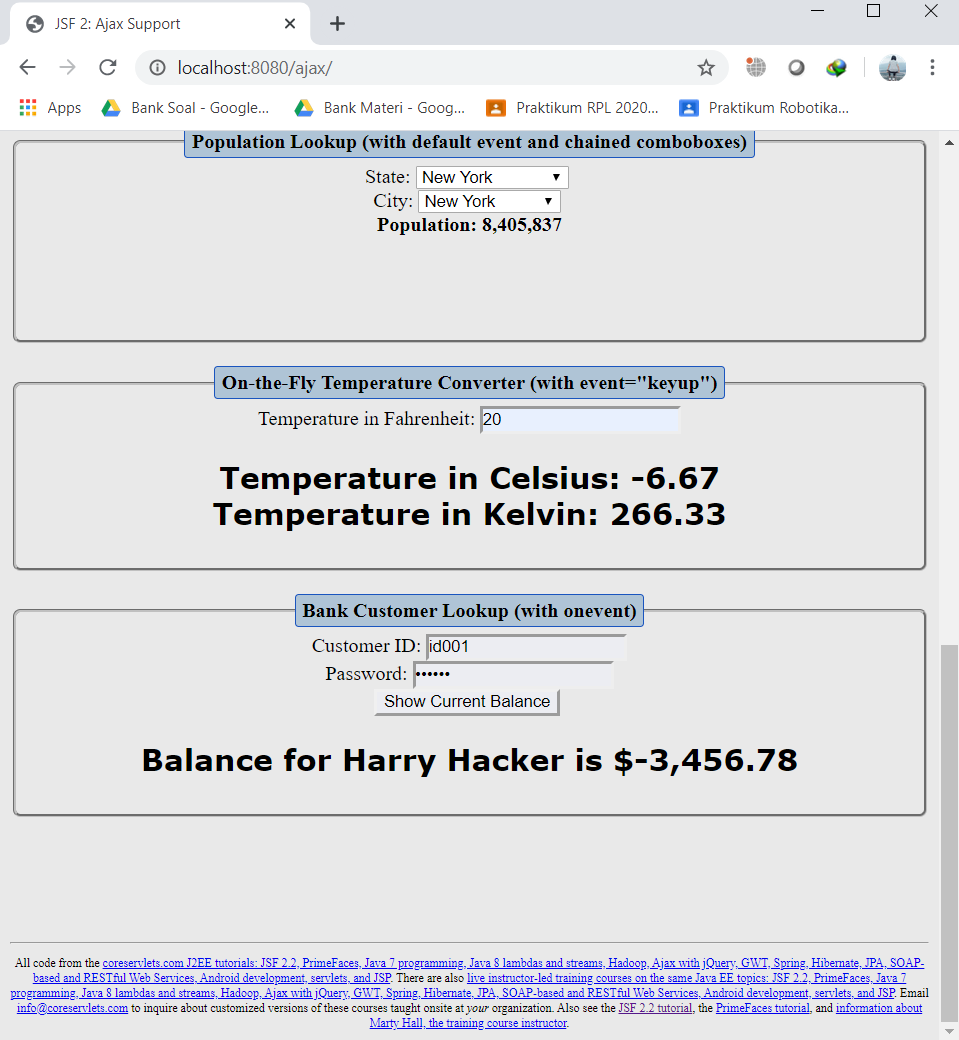 JSF 2: Ajax Support
localhost:8080/ajax/
Apps Bank Soal - Google... Bank Materi - Goog... Praktikum RPL 2020... Praktikum Robotika...
Population Lookup (with default event and chained comboboxes)
State: New York
City: New York
Population: 8,405,837
On-the-Fly Temperature Converter (with event="keyup")
Temperature in Fahrenheit: 20
Temperature in Celsius: -6.67
Temperature in Kelvin: 266.33
Bank Customer Lookup (with onevent)
Customer ID: id001
Password: ••••••
Show Current Balance
Balance for Harry Hacker is $-3,456.78
All code from the coreservlets.com J2EE tutorials: JSF 2.2, PrimeFaces, Java 7 programming, Java 8 lambdas and streams, Hadoop, Ajax with jQuery, GWT, Spring, Hibernate, JPA, SOAP-
based and RESTful Web Services, Android development, servlets, and JSP. There are also live instructor-led training courses on the same Java EE topics: JSF 2.2, PrimeFaces, Java 7
programming, Java 8 lambdas and streams, Hadoop, Ajax with jQuery, GWT, Spring, Hibernate, JPA, SOAP-based and RESTful Web Services, Android development, servlets, and JSP. Email
info@coreservlets.com to inquire about customized versions of these courses taught onsite at your organization. Also see the JSF 2.2 tutorial, the PrimeFaces tutorial, and information about
Marty Hall, the training course instructor.